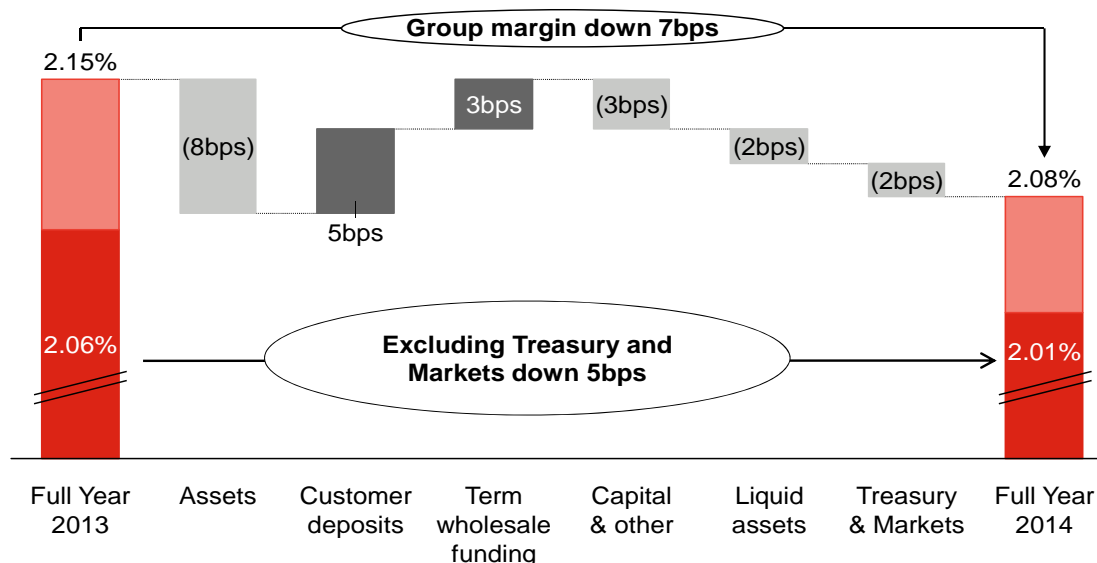 Group margin down 7bps
2.15%
(8bps)
5bps
3bps
(3bps)
(2bps)
(2bps)
2.08%
2.06%
Excluding Treasury and
Markets down 5bps
2.01%
Full Year
2013
Assets
Customer
deposits
Term
wholesale
funding
Capital
& other
Liquid
assets
Treasury
& Markets
Full Year
2014